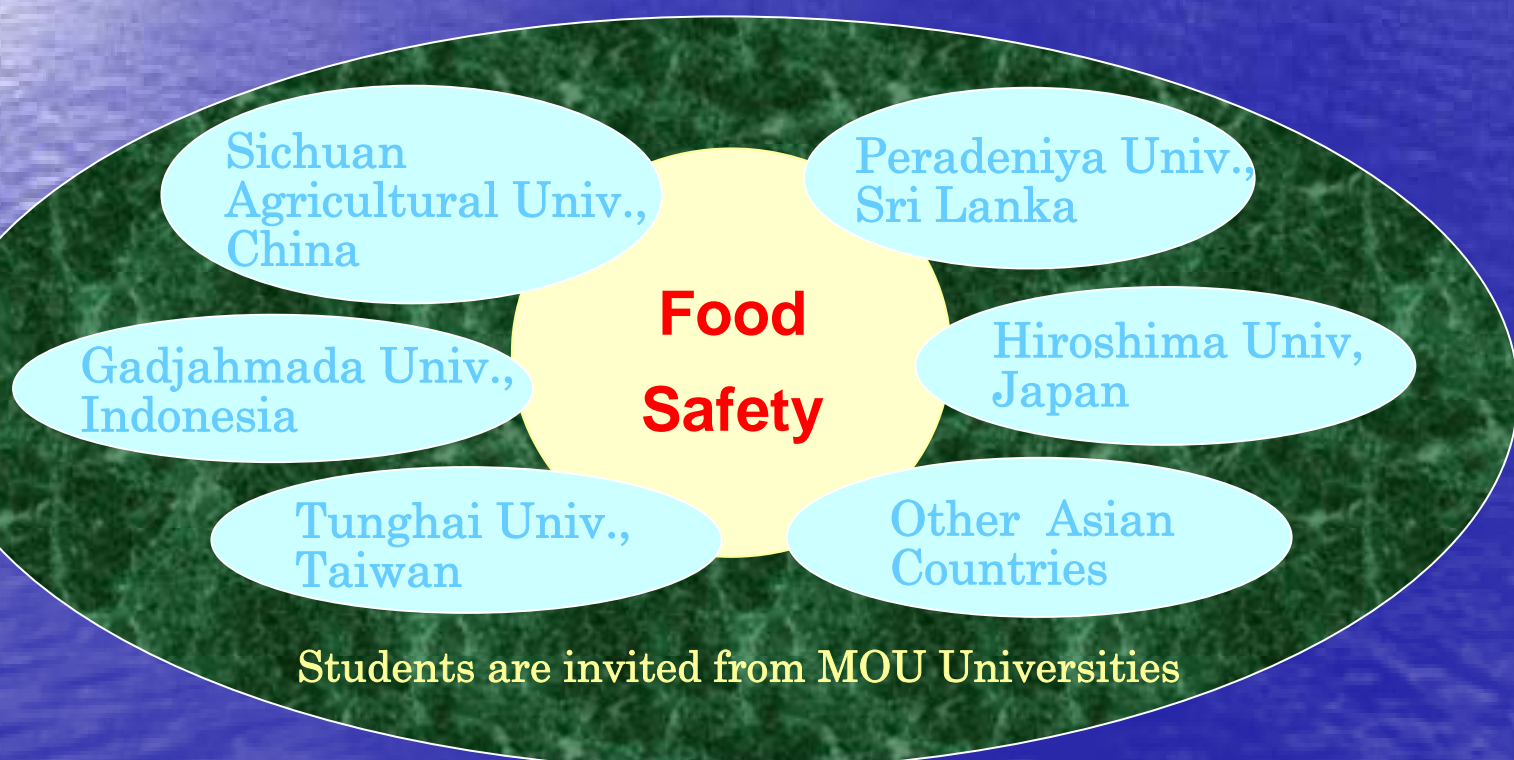 Sichuan
Agricultural Univ.,
China
Peradeniya Univ.,
Sri Lanka
Food
Safety
Gadjahmada Univ.,
Indonesia
Hiroshima Univ,
Japan
Tunghai Univ.,
Taiwan
Other Asian
Countries
Students are invited from MOU Universities